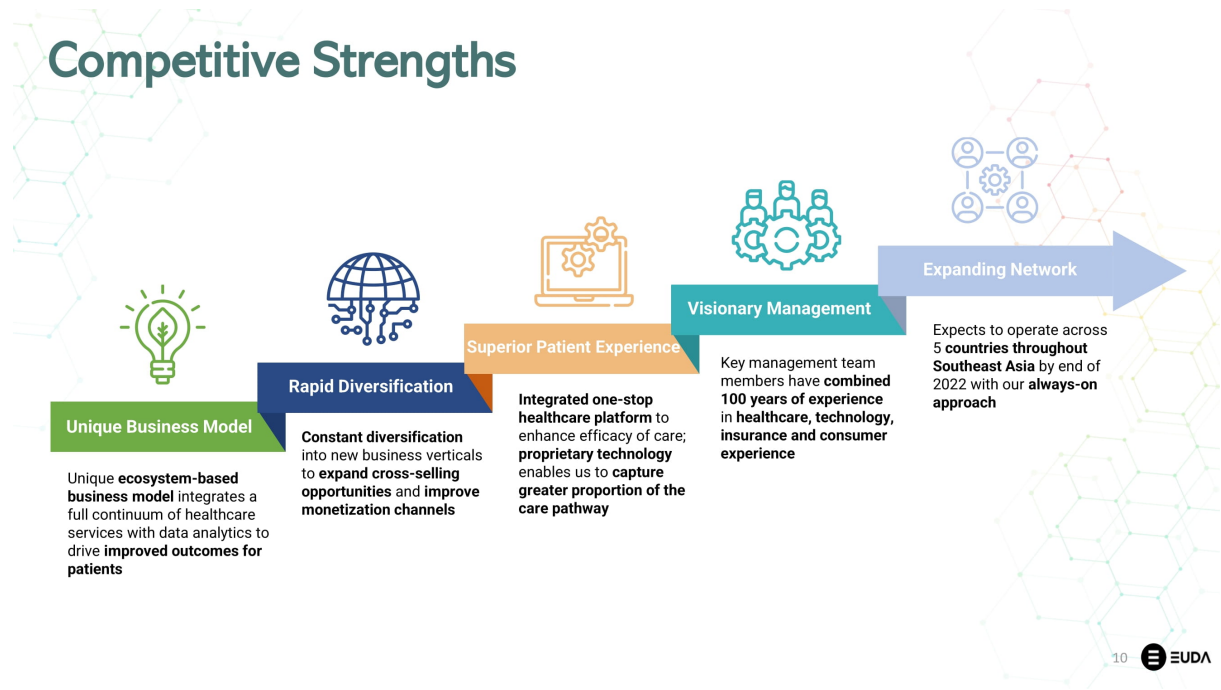 Competitive Strengths
Unique Business Model
Unique ecosystem-based
business model integrates a
full continuum of healthcare
services with data analytics to
drive improved outcomes for
patients
Rapid Diversification
Constant diversification
into new business verticals
to expand cross-selling
opportunities and improve
monetization channels
Superior Patient Experience
Integrated one-stop
healthcare platform to
enhance efficacy of care;
proprietary technology
enables us to capture
greater proportion of the
care pathway
Visionary Management
Key management team
members have combined
100 years of experience
in healthcare, technology,
insurance and consumer
experience
Expanding Network
Expects to operate across
5 countries throughout
Southeast Asia by end of
2022 with our always-on
approach
10
EUDA